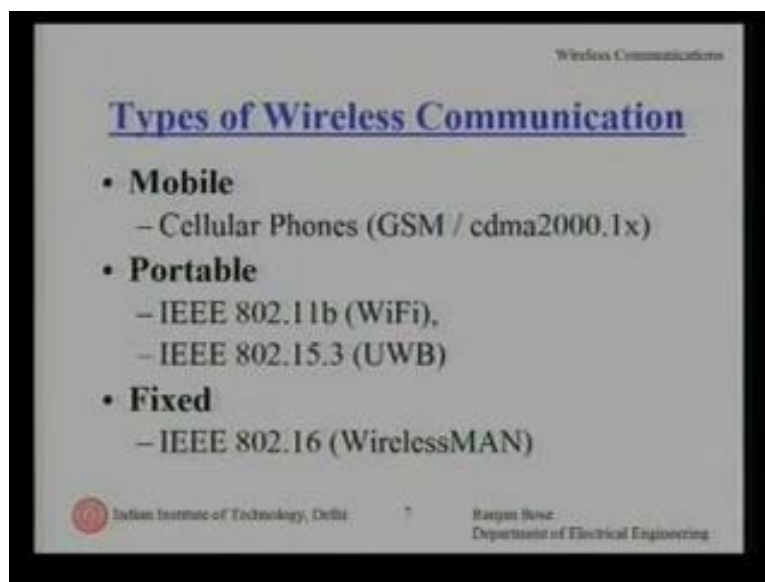 Wireless Communications
Types of Wireless Communication
• Mobile
– Cellular Phones (GSM / cdma2000.1x)
• Portable
– IEEE 802.11b (WiFi),
– IEEE 802.15.3 (UWB)
• Fixed
– IEEE 802.16 (WirelessMAN)
Indian Institute of Technology, Delhi 7 Ranjan Bose
Department of Electrical Engineering